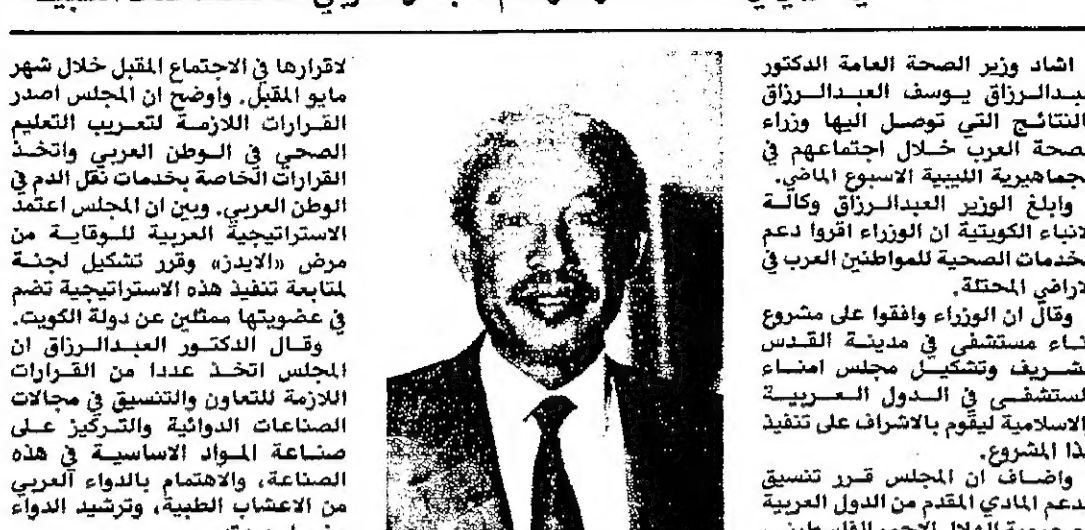 اشاد وزير الصحة العامة الدكتور
عبدالرزاق يوسف العبدالرزاق
بالنتائج التي توصل اليها وزراء
الصحة العرب خلال اجتماعهم في
الجماهيرية الليبية الاسبوع الماضي.
وابلغ الوزير العبدالرزاق وكالة
الانباء الكويتية ان الوزراء اقروا دعم
الخدمات الصحية للمواطنين العرب في
الاراضي المحتلة.
وقال ان الوزراء وافقوا على مشروع
بناء مستشفى في مدينة القدس
الشريف وتشكيل مجلس امناء
المستشفى في الدول العربية
والاسلامية ليقوم بالاشراف على تنفيذ
هذا المشروع.
واضاف ان المجلس قرر تنسيق
الدعم المادي المقدم من الدول العربية
الهلال الاحمر الفلسطيني
لاقرارها في الاجتماع المقبل خلال شهر
مايو المقبل. واوضح ان المجلس اصدر
القرارات اللازمة لتعريب التعليم
الصحي في الوطن العربي واتخذ
القرارات الخاصة بخدمات نقل الدم في
الوطن العربي. وبين ان المجلس اعتمد
الاستراتيجية العربية للوقاية من
مرض «الايدز» وقرر تشكيل لجنة
لمتابعة تنفيذ هذه الاستراتيجية تضم
في عضويتها ممثلين عن دولة الكويت.
وقال الدكتور العبدالرزاق ان
المجلس اتخذ عددا من القرارات
اللازمة للتعاون والتنسيق في مجالات
الصناعات الدوائية والتركيز على
صناعة المواد الاساسية في هذه
الصناعة، والاهتمام بالدواء العربي
من الاعشاب الطبية، وترشيد الدواء